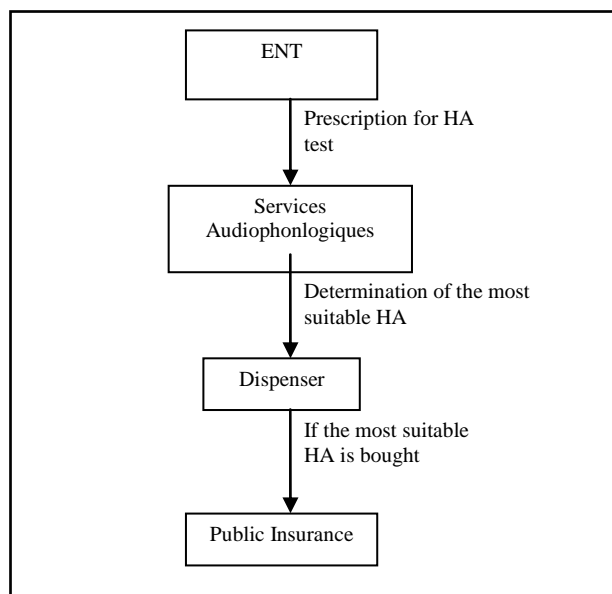 ENT
Prescription for HA
test
Services
Audiophonlogiques
Determination of the most
suitable HA
Dispenser
If the most suitable
HA is bought
Public Insurance